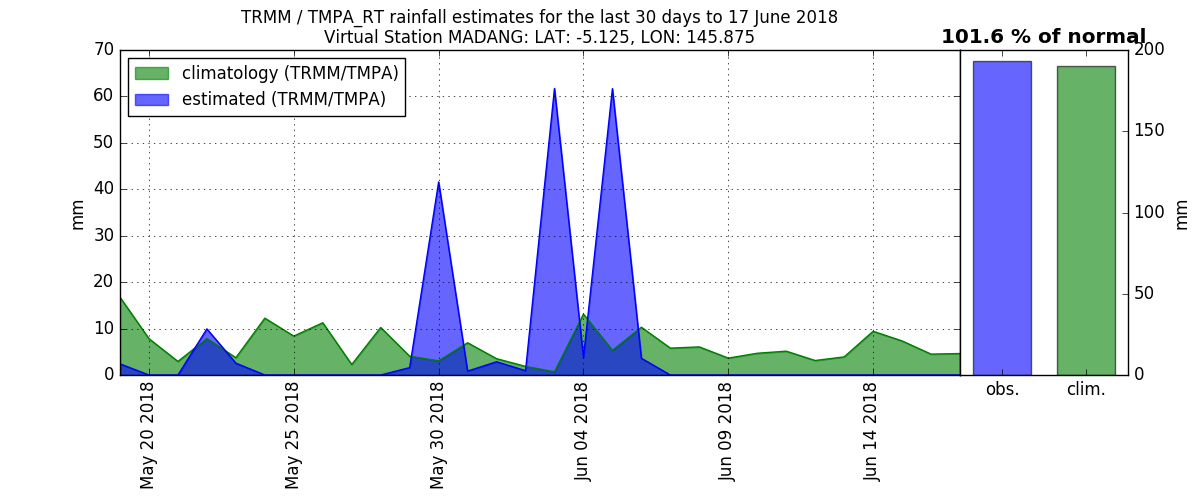 TRMM / TMPA_RT rainfall estimates for the last 30 days to 17 June 2018
Virtual Station MADANG: LAT: -5.125, LON: 145.875
101.6 % of normal
climatology (TRMM/TMPA)
estimated (TRMM/TMPA)
70
60
50
40
30
20
10
0
mm
May 20 2018
May 25 2018
May 30 2018
Jun 04 2018
Jun 09 2018
Jun 14 2018
obs.
clim.
200
150
100
50
0
mm